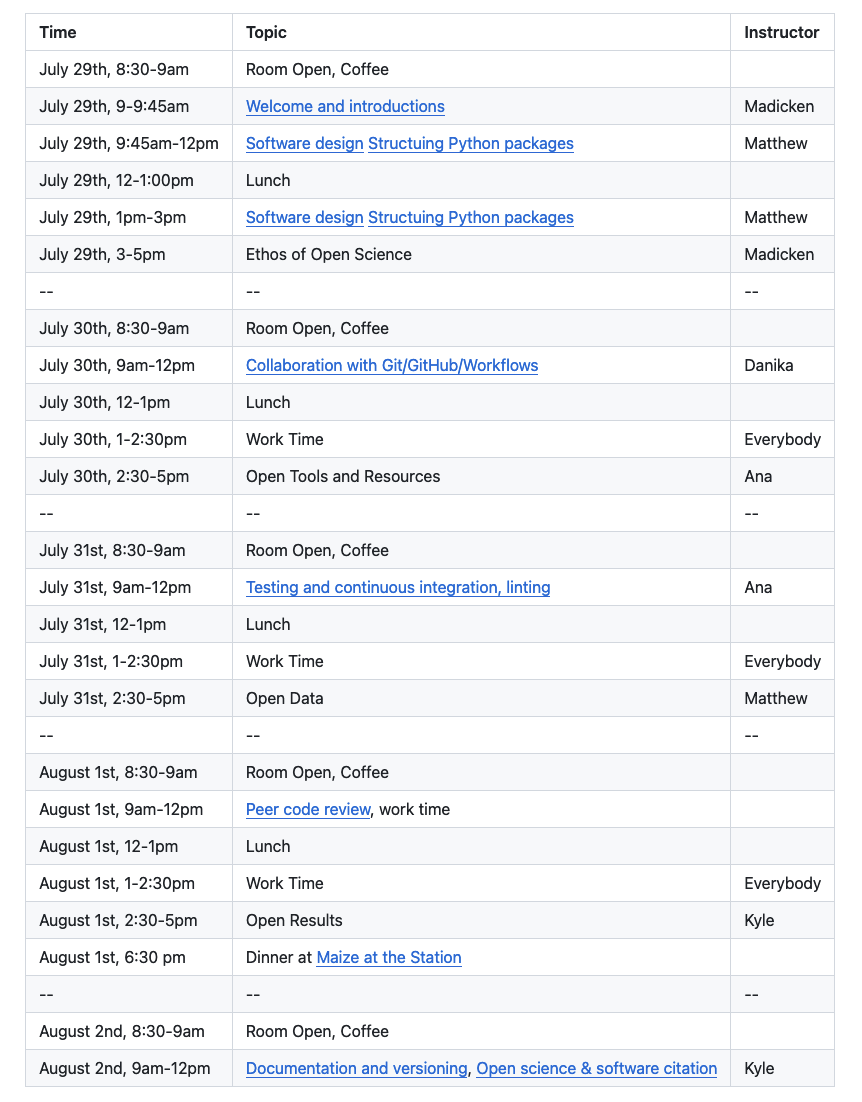 Time Topic Instructor
July 29th, 8:30-9am Room Open, Coffee
July 29th, 9-9:45am Welcome and introductions Madicken
July 29th, 9:45am-12pm Software design Structuing Python packages Matthew
July 29th, 12-1:00pm Lunch
July 29th, 1pm-3pm Software design Structuing Python packages Matthew
July 29th, 3-5pm Ethos of Open Science Madicken
-- -- --
July 30th, 8:30-9am Room Open, Coffee
July 30th, 9am-12pm Collaboration with Git/GitHub/Workflows Danika
July 30th, 12-1pm Lunch
July 30th, 1-2:30pm Work Time Everybody
July 30th, 2:30-5pm Open Tools and Resources Ana
-- -- --
July 31st, 8:30-9am Room Open, Coffee
July 31st, 9am-12pm Testing and continuous integration, linting Ana
July 31st, 12-1pm Lunch
July 31st, 1-2:30pm Work Time Everybody
July 31st, 2:30-5pm Open Data Matthew
-- -- --
August 1st, 8:30-9am Room Open, Coffee
August 1st, 9am-12pm Peer code review, work time
August 1st, 12-1pm Lunch
August 1st, 1-2:30pm Work Time Everybody
August 1st, 2:30-5pm Open Results Kyle
August 1st, 6:30 pm Dinner at Maize at the Station
-- -- --
August 2nd, 8:30-9am Room Open, Coffee
August 2nd, 9am-12pm Documentation and versioning, Open science & software citation Kyle